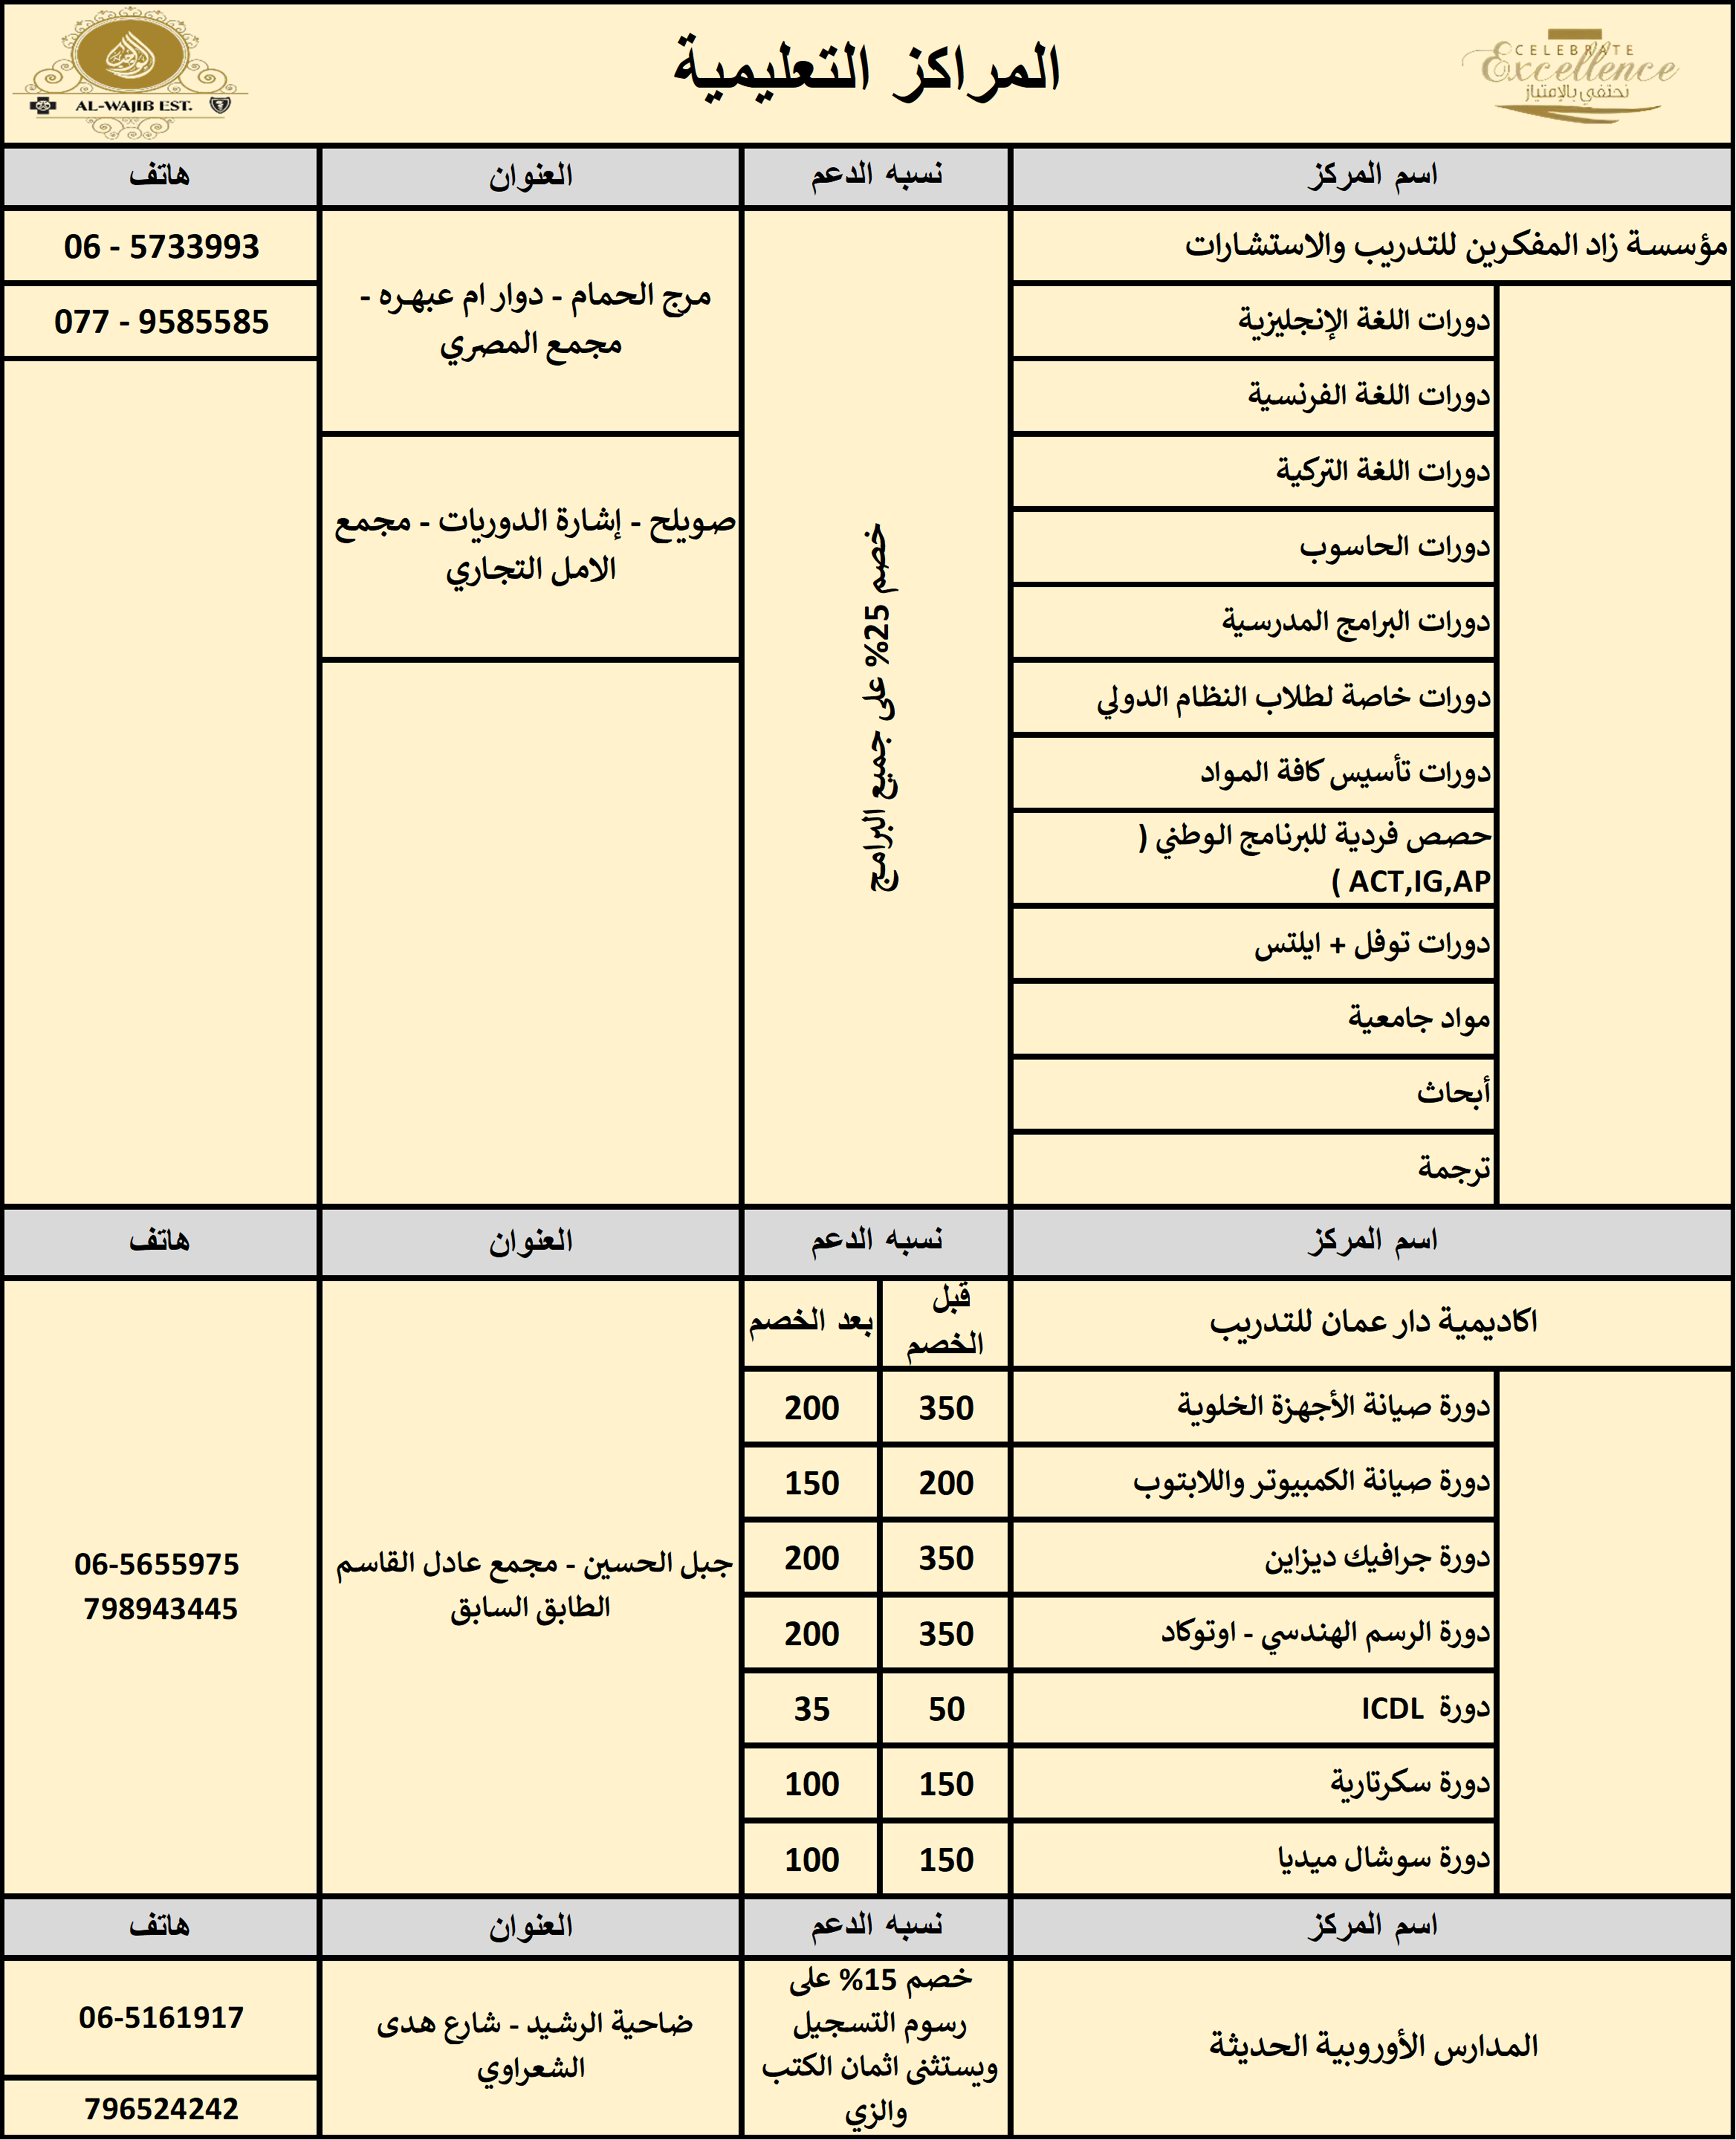 CELEBRATE
Excellence
نحتفي بالإمتياز
المراكز التعليمية
الواجب
AL-WAJIB EST.
اسم المركز نسبه الدعم العنوان هاتف
مؤسسة زاد المفكرين للتدريب والاستشارات
دورات اللغة الإنجليزية
دورات اللغة الفرنسية
دورات اللغة التركية
دورات الحاسوب
دورات البرامج المدرسية
دورات خاصة لطلاب النظام الدولي
دورات تأسيس كافة المواد
حصص فردية للبرنامج الوطني (
ACT,IG,AP )
دورات توفل + ايلتس
مواد جامعية
أبحاث
ترجمة
خصم 25% على جميع البرامج
مرج الحمام - دوار ام عبهره -
مجمع المصري
صويلح - إشارة الدوريات - مجمع
الامل التجاري
06 - 5733993
077 - 9585585
اسم المركز نسبه الدعم العنوان هاتف
اكاديمية دار عمان للتدريب
قبل
الخصم
بعد الخصم
دورة صيانة الأجهزة الخلوية 350 200
دورة صيانة الكمبيوتر واللابتوب 200 150
دورة جرافيك ديزاين 350 200
دورة الرسم الهندسي - اوتوكاد 350 200
دورة ICDL 50 35
دورة سكرتارية 150 100
دورة سوشال ميديا 150 100
جبل الحسين - مجمع عادل القاسم
الطابق السابق
06-5655975
798943445
اسم المركز نسبه الدعم العنوان هاتف
المدارس الأوروبية الحديثة
خصم 15% على
رسوم التسجيل
ويستثنى اثمان الكتب
والزي
ضاحية الرشيد - شارع هدى
الشعراوي
06-5161917
796524242